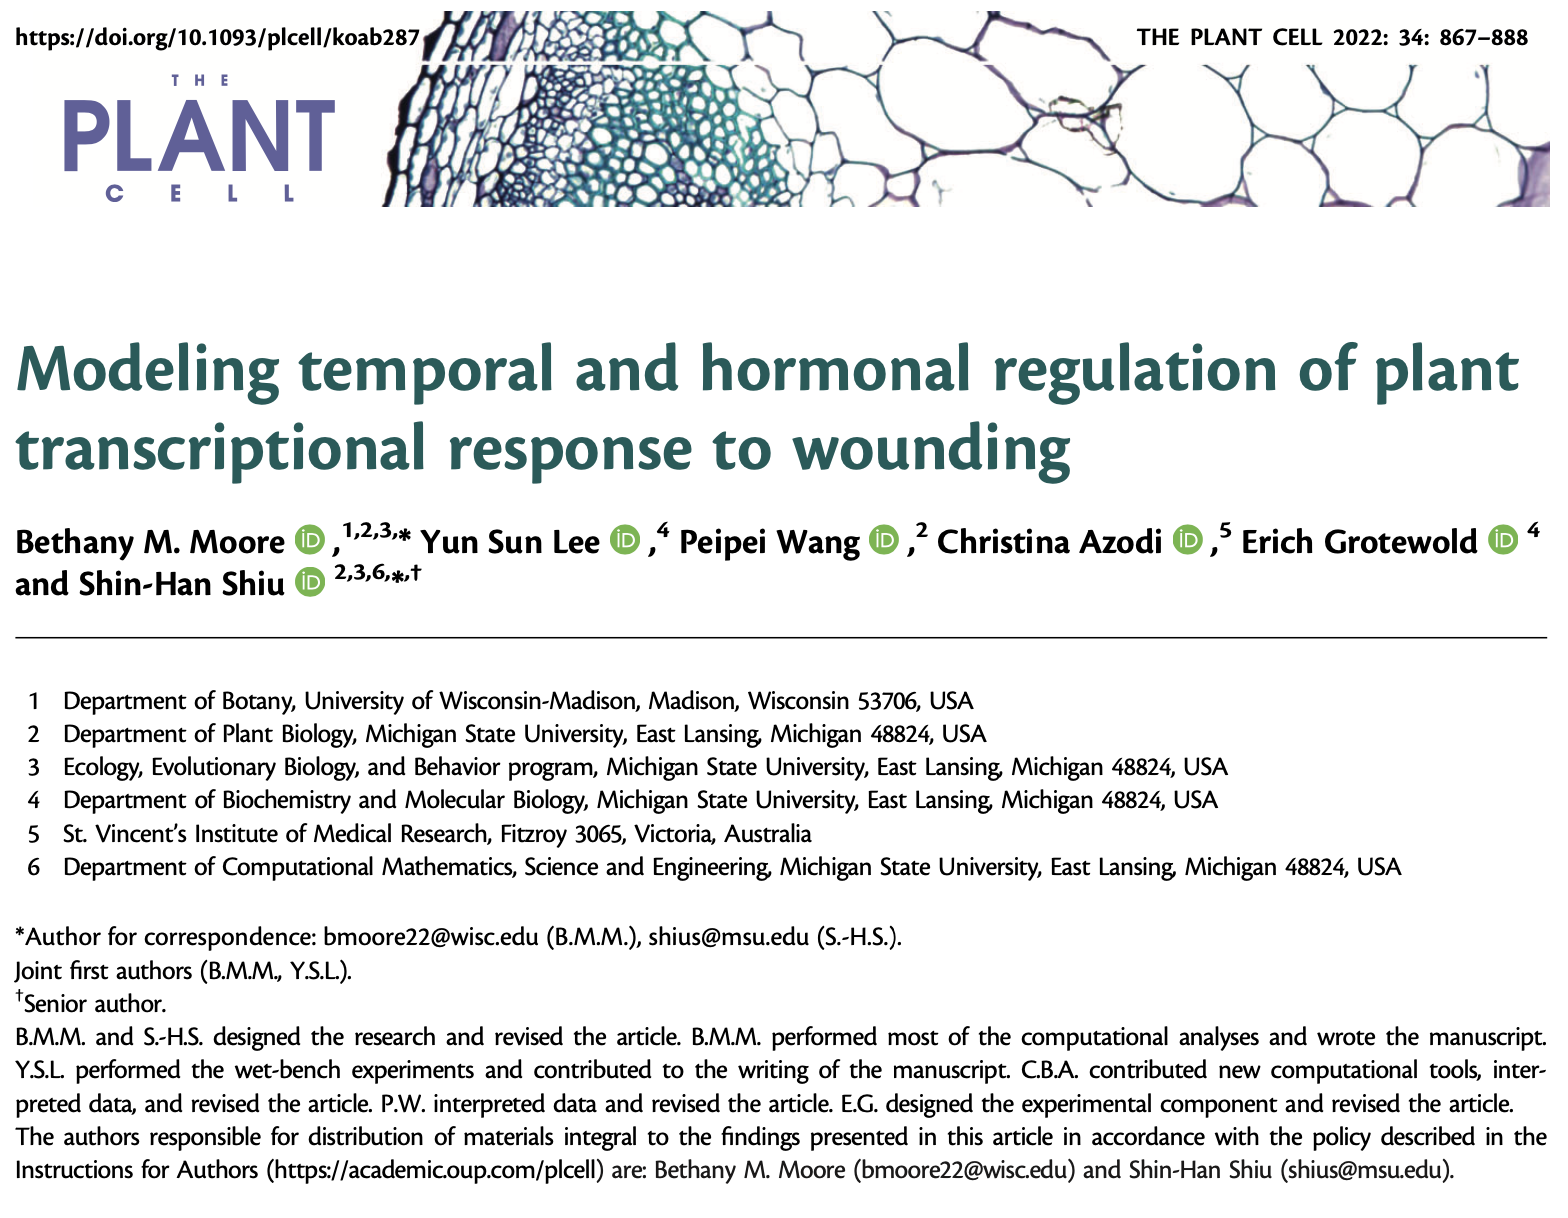 https://doi.org/10.1093/plcell/koab287
THE PLANT CELL 2022: 34: 867–888
THE
PLANT
CELL
Modeling temporal and hormonal regulation of plant
transcriptional response to wounding
Bethany M. Moore iD ,1,2,3,* Yun Sun Lee iD ,4 Peipei Wang iD ,2 Christina Azodi iD ,5 Erich Grotewold iD 4
and Shin-Han Shiu iD 2,3,6,*,†
1 Department of Botany, University of Wisconsin-Madison, Madison, Wisconsin 53706, USA
2 Department of Plant Biology, Michigan State University, East Lansing, Michigan 48824, USA
3 Ecology, Evolutionary Biology, and Behavior program, Michigan State University, East Lansing, Michigan 48824, USA
4 Department of Biochemistry and Molecular Biology, Michigan State University, East Lansing, Michigan 48824, USA
5 St. Vincent’s Institute of Medical Research, Fitzroy 3065, Victoria, Australia
6 Department of Computational Mathematics, Science and Engineering, Michigan State University, East Lansing, Michigan 48824, USA
*Author for correspondence: bmoore22@wisc.edu (B.M.M.), shius@msu.edu (S.-H.S.).
Joint first authors (B.M.M., Y.S.L.).
†Senior author.
B.M.M. and S.-H.S. designed the research and revised the article. B.M.M. performed most of the computational analyses and wrote the manuscript.
Y.S.L. performed the wet-bench experiments and contributed to the writing of the manuscript. C.B.A. contributed new computational tools, inter-
preted data, and revised the article. P.W. interpreted data and revised the article. E.G. designed the experimental component and revised the article.
The authors responsible for distribution of materials integral to the findings presented in this article in accordance with the policy described in the
Instructions for Authors (https://academic.oup.com/plcell) are: Bethany M. Moore (bmoore22@wisc.edu) and Shin-Han Shiu (shius@msu.edu).